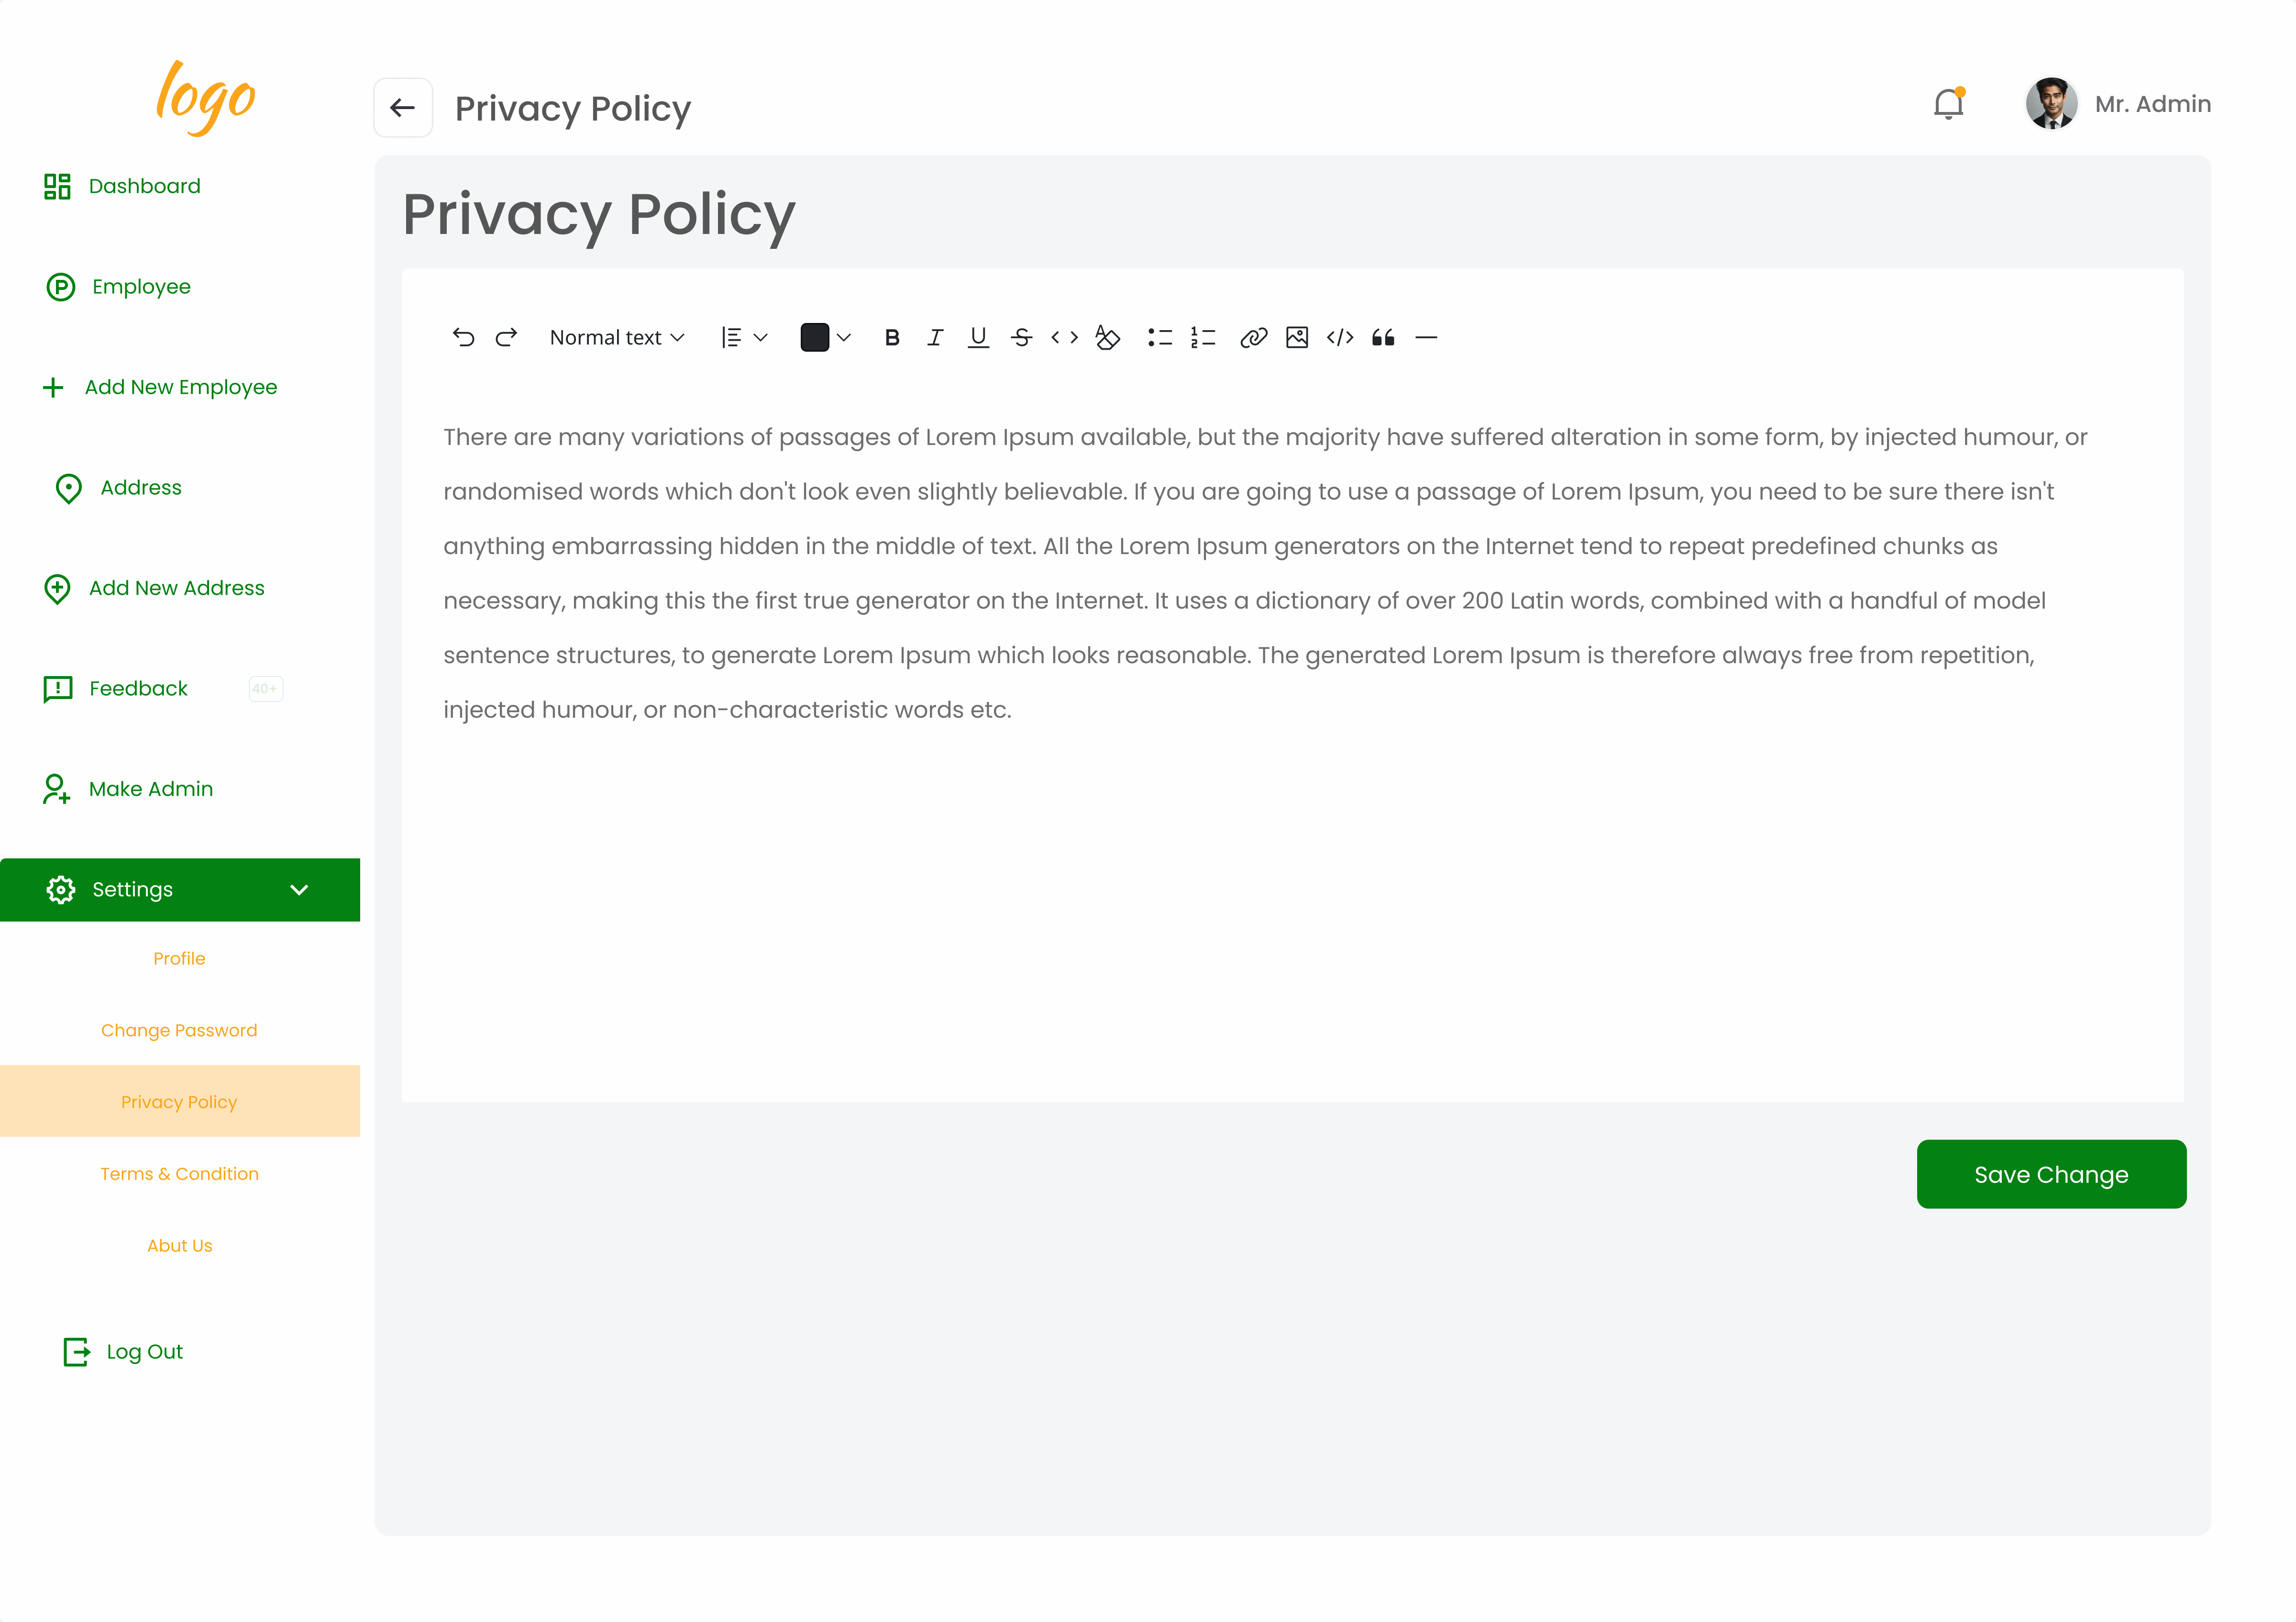 logo
Privacy Policy
Mr. Admin
Dashboard
Employee
Add New Employee
Address
Add New Address
Feedback
40+
Make Admin
Settings
Profile
Change Password
Privacy Policy
Terms & Condition
Abut Us
Log Out
Privacy Policy
Normal text
There are many variations of passages of Lorem Ipsum available, but the majority have suffered alteration in some form, by injected humour, or
randomised words which don't look even slightly believable. If you are going to use a passage of Lorem Ipsum, you need to be sure there isn't
anything embarrassing hidden in the middle of text. All the Lorem Ipsum generators on the Internet tend to repeat predefined chunks as
necessary, making this the first true generator on the Internet. It uses a dictionary of over 200 Latin words, combined with a handful of model
sentence structures, to generate Lorem Ipsum which looks reasonable. The generated Lorem Ipsum is therefore always free from repetition,
injected humour, or non-characteristic words etc.
Save Change